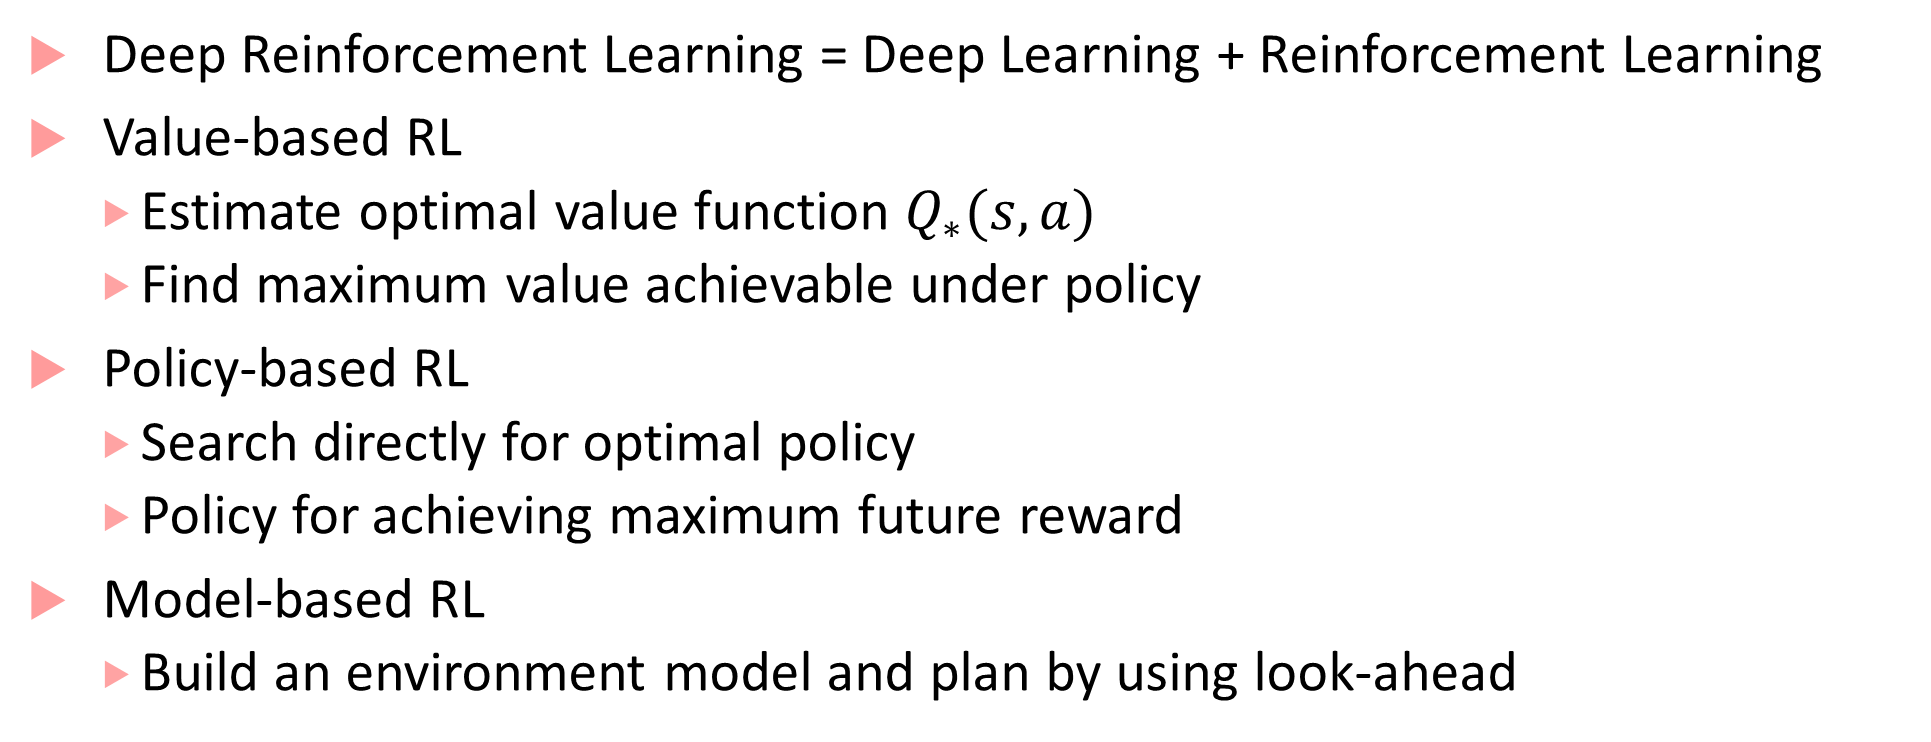 Deep Reinforcement Learning = Deep Learning + Reinforcement Learning
Value-based RL
Estimate optimal value function Q*(s, a)
Find maximum value achievable under policy
Policy-based RL
Search directly for optimal policy
Policy for achieving maximum future reward
Model-based RL
Build an environment model and plan by using look-ahead